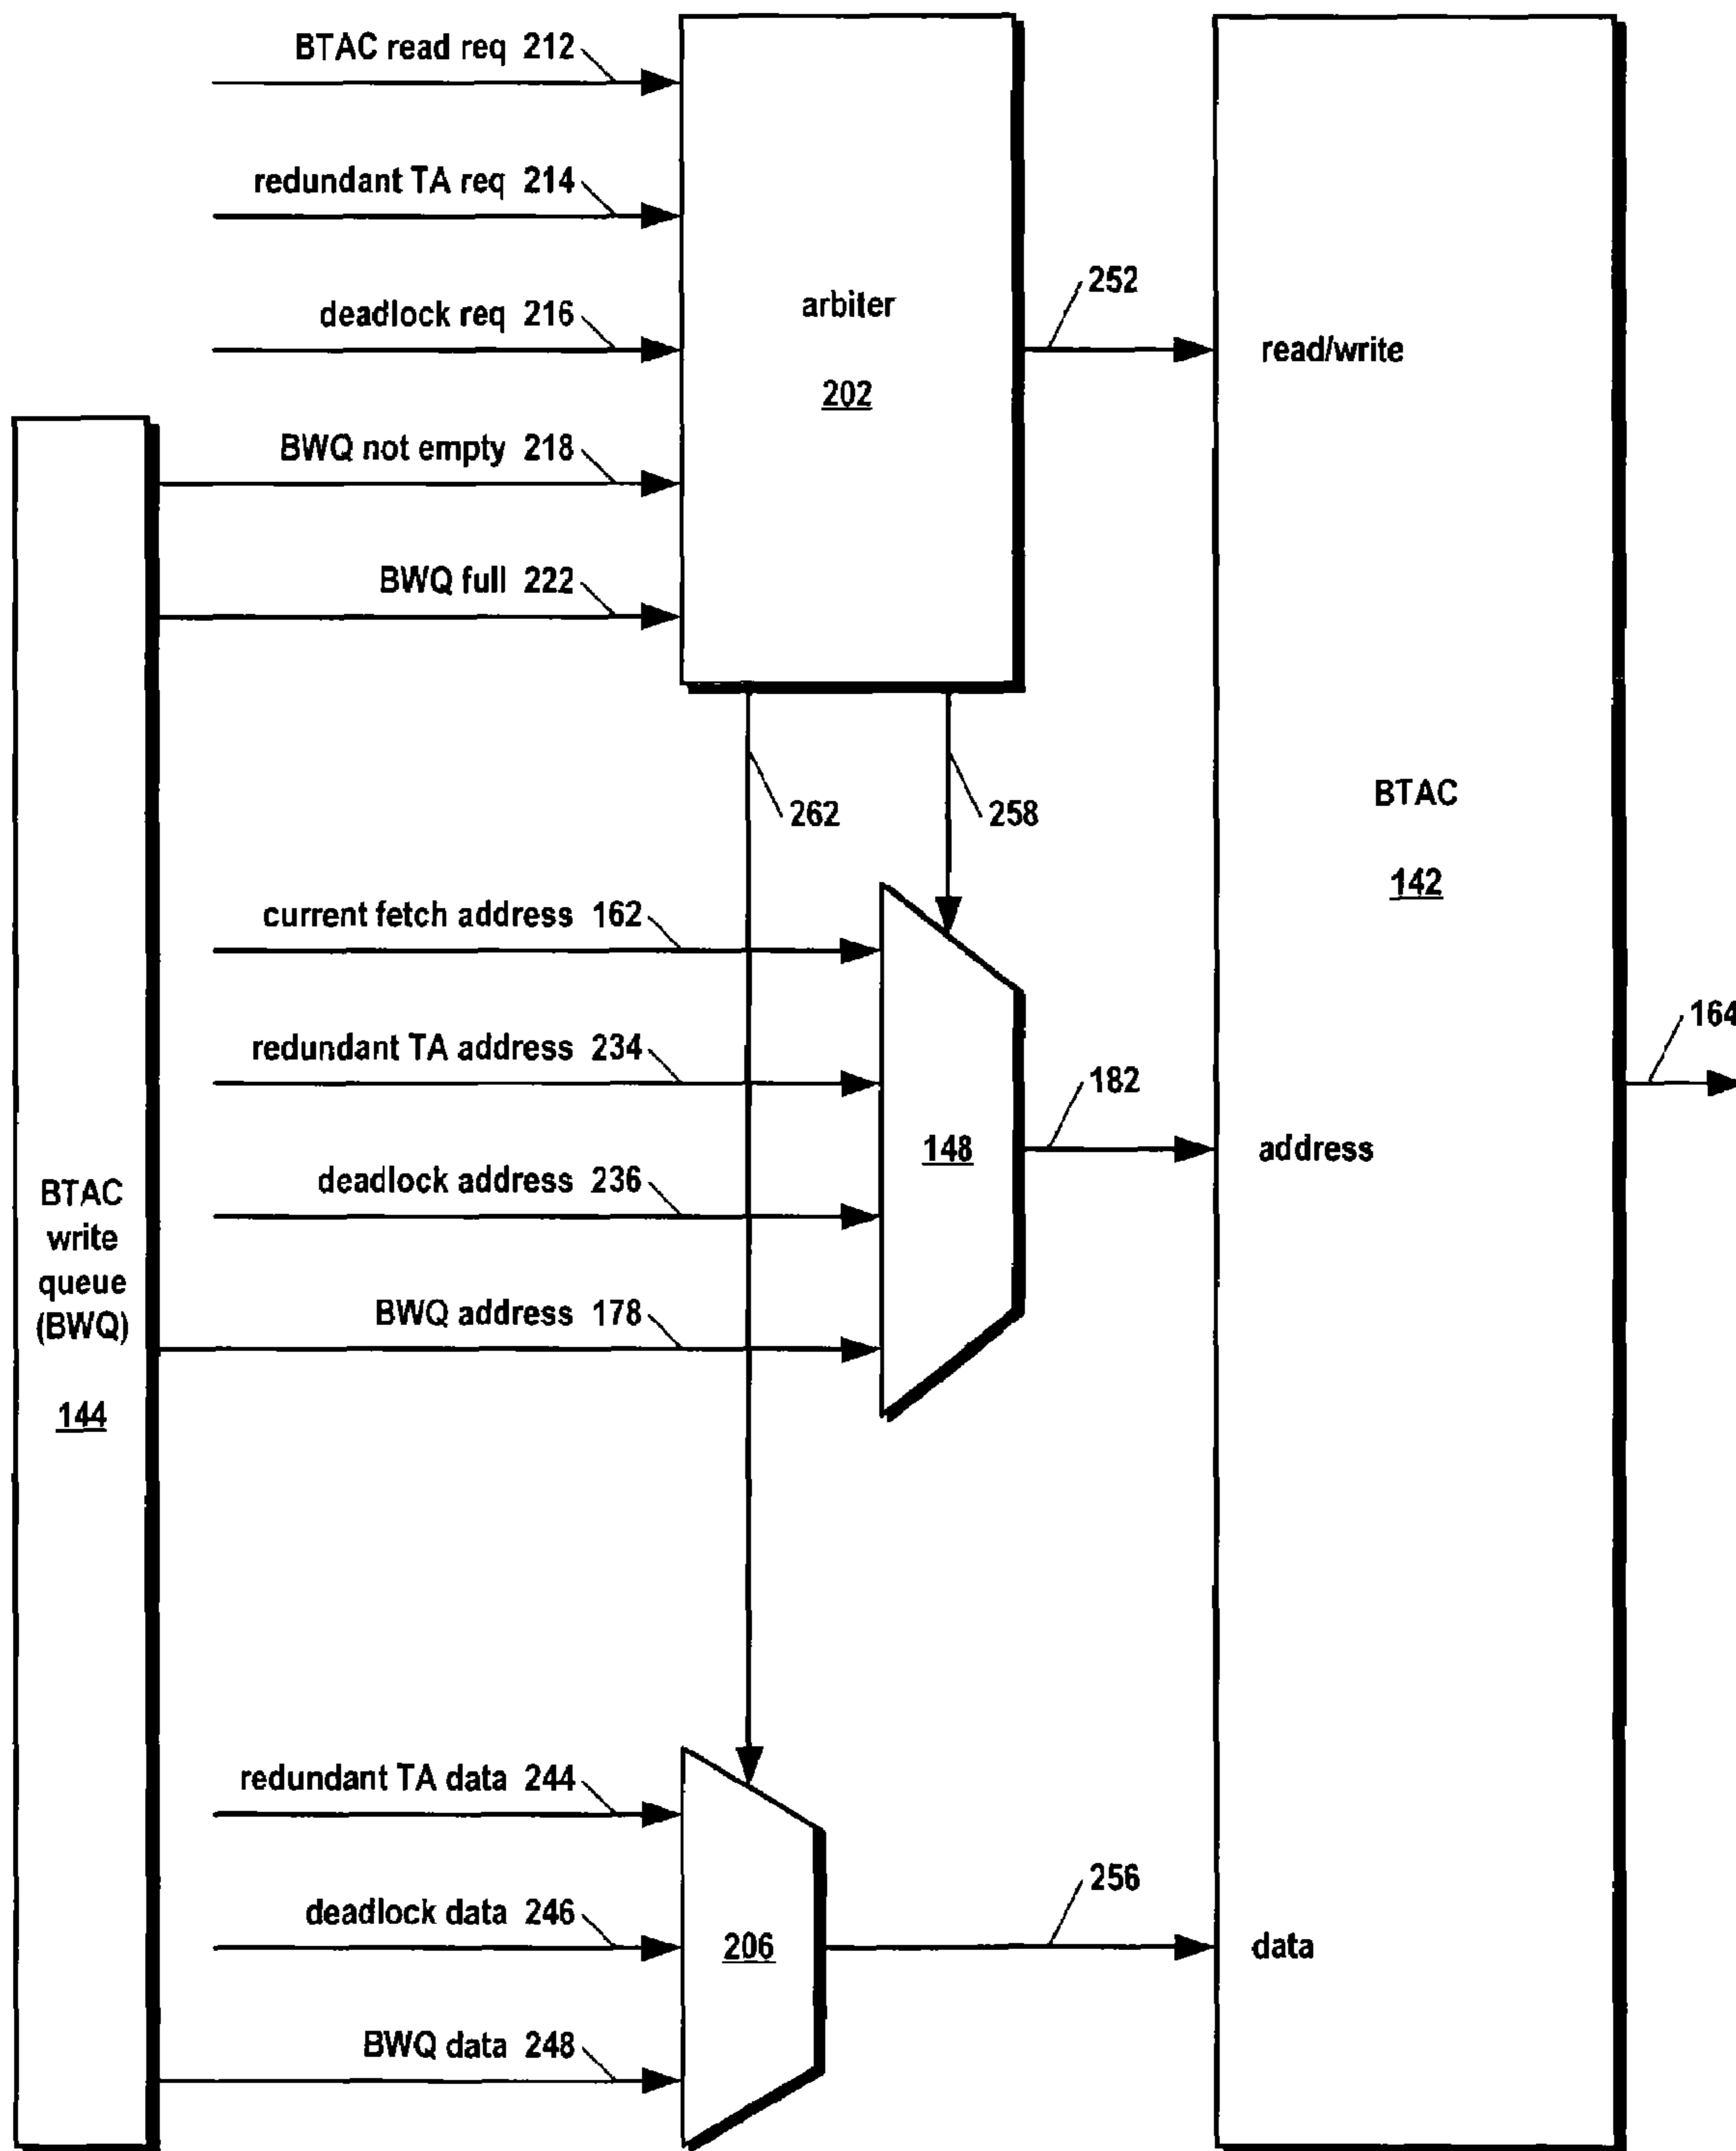 BTAC read req 212
redundant TA req 214
deadlock req 216
BWQ not empty 218
BWQ full 222
arbiter
202
252
read/write
262
258
BTAC
142
current fetch address 162
redundant TA address 234
deadlock address 236
BWQ address 178
148
182
address
164
BTAC
write
queue
(BWQ)
144
redundant TA data 244
deadlock data 246
BWQ data 248
206
256
data